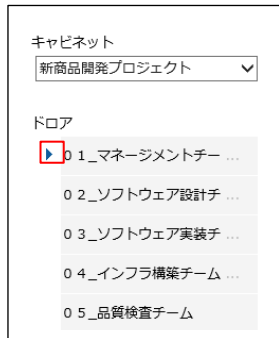 キャビネット
新商品開発プロジェクト
ドロア
０１_マネージメントチー ...
０２_ソフトウェア設計チ ...
０３_ソフトウェア実装チ ...
０４_インフラ構築チーム ...
０５_品質検査チーム